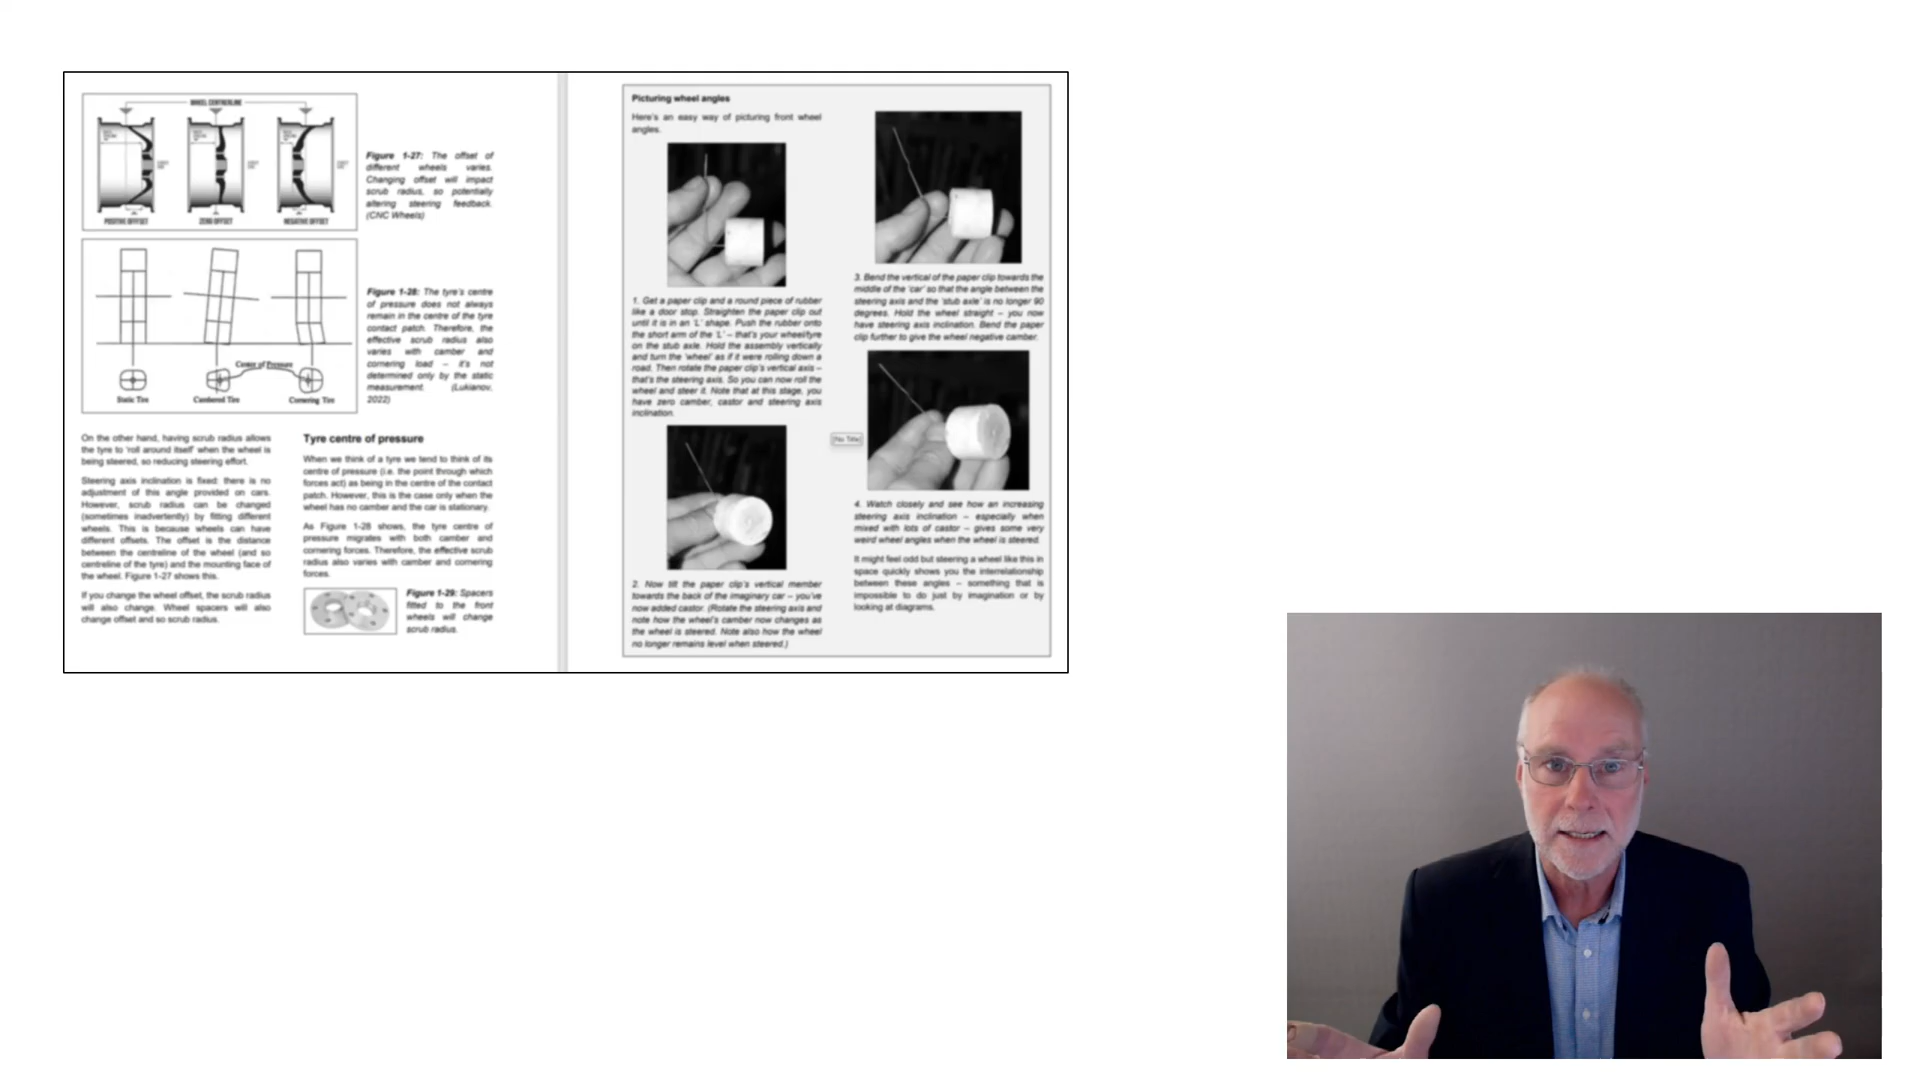 WHEEL CENTRELINE
POSITIVE OFFSET
ZERO OFFSET
NEGATIVE OFFSET
Figure 1-27: The offset of
different wheels varies.
Changing offset will impact
scrub radius, so potentially
altering steering feedback.
(CNC Wheels)
Center of Pressure
Static Tire
Cambered Tire
Cornering Tire
Figure 1-28: The tyre's centre
of pressure does not always
remain in the centre of the tyre
contact patch. Therefore, the
effective scrub radius also
varies with camber and
cornering load – it's not
determined only by the static
measurement. (Lukianov,
2022)
On the other hand, having scrub radius allows
the tyre to 'roll around itself' when the wheel is
being steered, so reducing steering effort.
Steering axis inclination is fixed: there is no
adjustment of this angle provided on cars.
However, scrub radius can be changed
(sometimes inadvertently) by fitting different
wheels. This is because wheels can have
different offsets. The offset is the distance
between the centreline of the wheel (and so
centreline of the tyre) and the mounting face of
the wheel. Figure 1-27 shows this.
If you change the wheel offset, the scrub radius
will also change. Wheel spacers will also
change offset and so scrub radius.
Tyre centre of pressure
When we think of a tyre we tend to think of its
centre of pressure (i.e. the point through which
forces act) as being in the centre of the contact
patch. However, this is the case only when the
wheel has no camber and the car is stationary.
As Figure 1-28 shows, the tyre centre of
pressure migrates with both camber and
cornering forces. Therefore, the effective scrub
radius also varies with camber and cornering
forces.
Figure 1-29: Spacers
fitted to the front
wheels will change
scrub radius.
Picturing wheel angles
Here's an easy way of picturing front wheel
angles.
1. Get a paper clip and a round piece of rubber
like a door stop. Straighten the paper clip out
until it is in an 'L' shape. Push the rubber onto
the short arm of the 'L' – that's your wheel/tyre
on the stub axle. Hold the assembly vertically
and turn the 'wheel' as if it were rolling down a
road. Then rotate the paper clip's vertical axis –
that's the steering axis. So you can now roll the
wheel and steer it. Note that at this stage, you
have zero camber, castor and steering axis
inclination.
2. Now tilt the paper clip's vertical member
towards the back of the imaginary car – you've
now added castor. (Rotate the steering axis and
note how the wheel's camber now changes as
the wheel is steered. Note also how the wheel
no longer remains level when steered.)
3. Bend the vertical of the paper clip towards the
middle of the 'car' so that the angle between the
steering axis and the 'stub axle' is no longer 90
degrees. Hold the wheel straight – you now
have steering axis inclination. Bend the paper
clip further to give the wheel negative camber.
(No Title)
4. Watch closely and see how an increasing
steering axis inclination – especially when
mixed with lots of castor – gives some very
weird wheel angles when the wheel is steered.
It might feel odd but steering a wheel like this in
space quickly shows you the interrelationship
between these angles – something that is
impossible to do just by imagination or by
looking at diagrams.